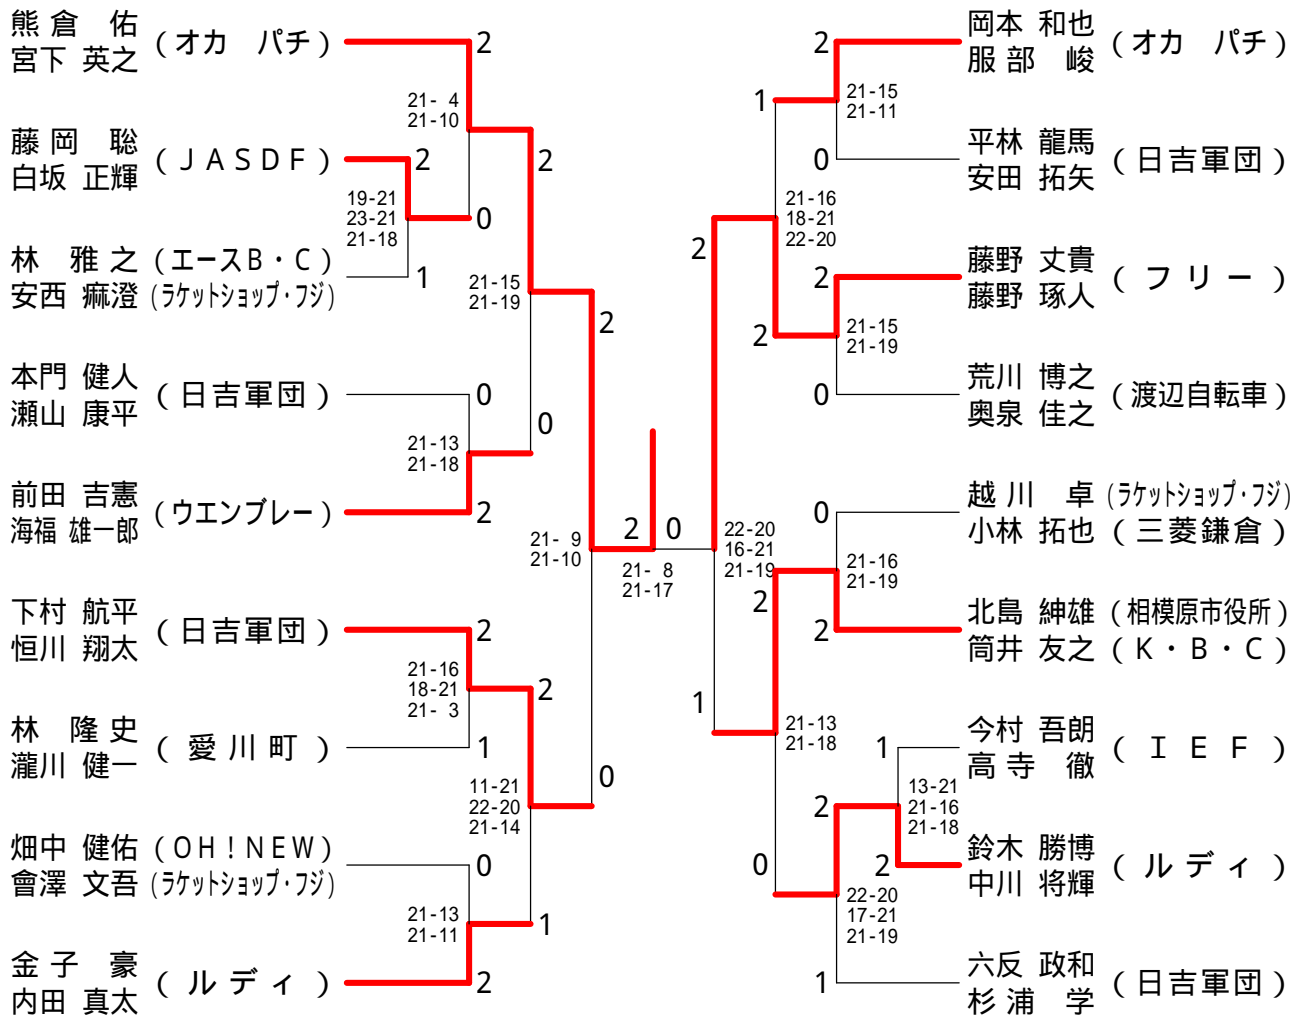 熊倉 佑
宮下 英之
(オカ パチ)
2
21- 4
21-10
藤岡 聡
白坂 正輝
(JASDF)
2
2
19-21
23-21
21-18
0
林 雅之 (エースB・C)
安西 痲澄 (ラケットショップ・フジ)
1
21-15
21-19
2
本門 健人
瀬山 康平
(日吉軍団)
0
0
21-13
21-18
前田 吉憲
海福 雄一郎
(ウエンブレー)
2
21- 9
21-10
2 0
21- 8
21-17
下村 航平
恒川 翔太
(日吉軍団)
2
21-16
18-21
21- 3
2
林 隆史
瀧川 健一
(愛川町)
1
11-21
22-20
21-14
0
畑中 健佑 (OH!NEW)
會澤 文吾 (ラケットショップ・フジ)
0
21-13
21-11
1
金子 豪
内田 真太
(ルディ)
2
岡本 和也
服部 峻
(オカ パチ)
2
1
21-15
21-11
平林 龍馬
安田 拓矢
(日吉軍団)
0
21-16
18-21
22-20
2
藤野 丈貴
藤野 琢人
(フリー)
2
2
21-15
21-19
荒川 博之
奥泉 佳之
(渡辺自転車)
0
越川 卓 (ラケットショップ・フジ)
小林 拓也 (三菱鎌倉)
0
22-20
16-21
21-19
21-16
21-19
2
北島 紳雄 (相模原市役所)
筒井 友之 (K・B・C)
2
1
21-13
21-18
今村 吾朗
高寺 徹
(IEF)
1
13-21
21-16
21-18
2
鈴木 勝博
中川 将輝
(ルディ)
2
0
22-20
17-21
21-19
六反 政和
杉浦 学
(日吉軍団)
1